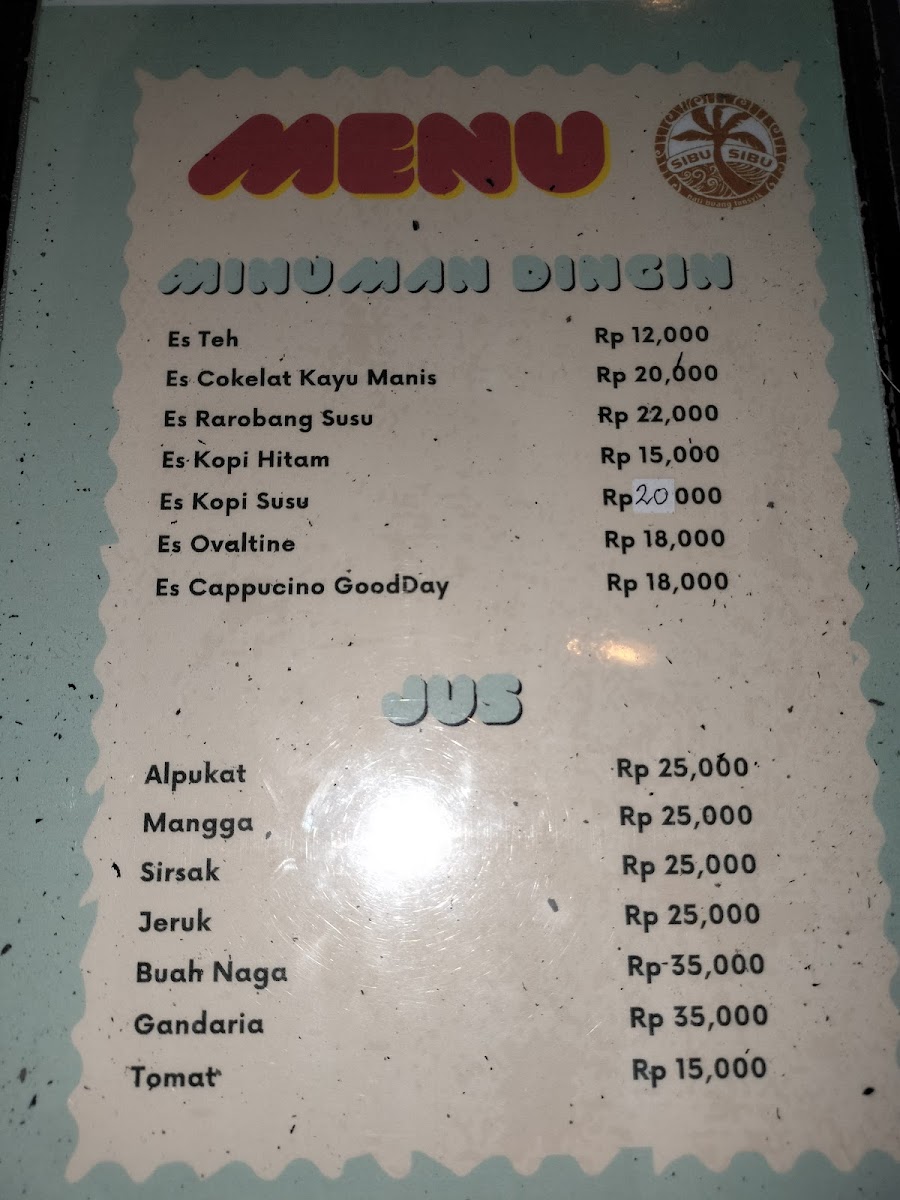 MENU
SIBU SIBU
MINUMAN DINGIN
Es Teh Rp 12,000
Es Cokelat Kayu Manis Rp 20,000
Es Rarobang Susu Rp 22,000
Es Kopi Hitam Rp 15,000
Es Kopi Susu Rp 20 000
Es Ovaltine Rp 18,000
Es Cappucino GoodDay Rp 18,000
JUS
Alpukat Rp 25,000
Mangga Rp 25,000
Sirsak Rp 25,000
Jeruk Rp 25,000
Buah Naga Rp 35,000
Gandaria Rp 35,000
Tomat Rp 15,000